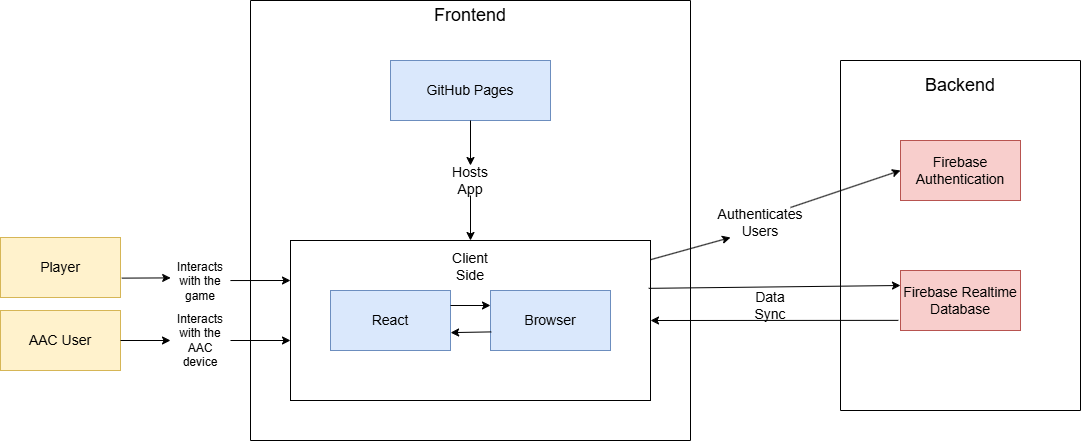 Frontend
GitHub Pages
Hosts
App
Client
Side
React
Browser
Player
Interacts
with the
game
AAC User
Interacts
with the
AAC
device
Authenticates
Users
Data
Sync
Backend
Firebase
Authentication
Firebase Realtime
Database